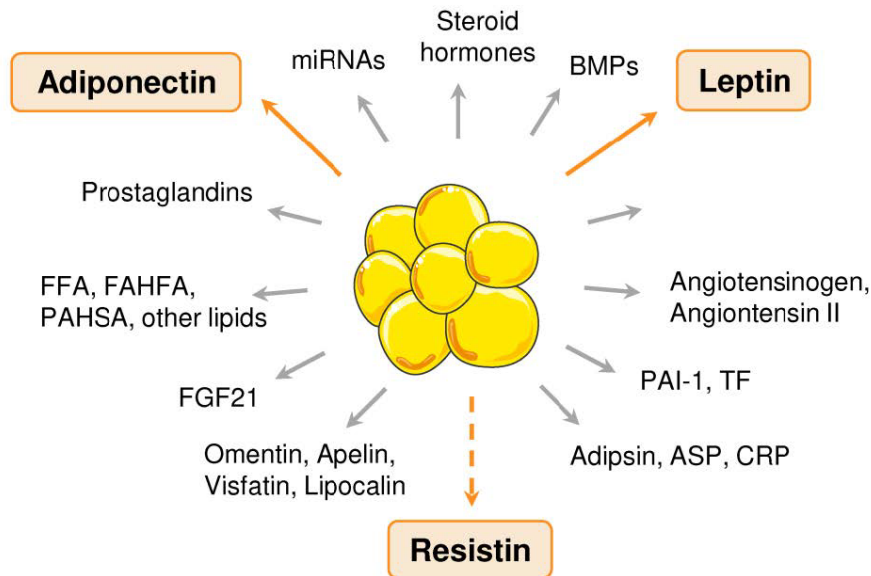 Steroid
hormones
miRNAs
BMPs
Adiponectin
Leptin
Prostaglandins
FFA, FAHFA,
PAHSA, other lipids
Angiotensinogen,
Angiontensin II
FGF21
PAI-1, TF
Omentin, Apelin,
Visfatin, Lipocalin
Adipsin, ASP, CRP
Resistin